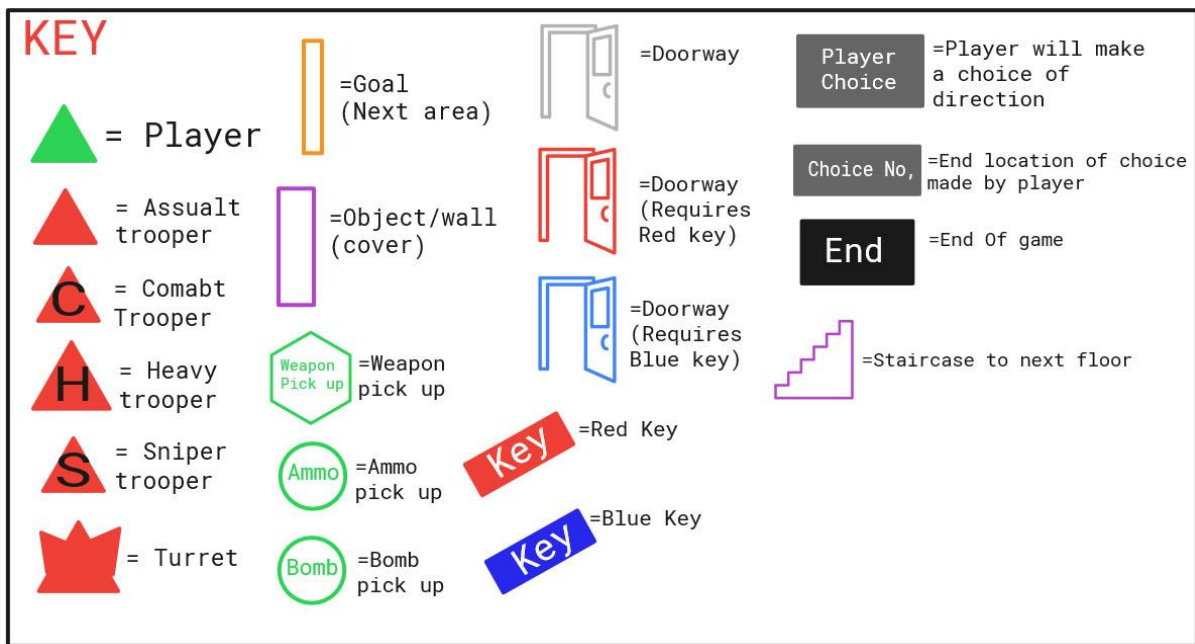 KEY
= Player
= Assualt
trooper
C
= Comabt
Trooper
H
= Heavy
trooper
S
= Sniper
trooper
= Turret
=Goal
(Next area)
=Object/wall
(cover)
Weapon
Pick up
=Weapon
pick up
Ammo
=Ammo
pick up
Bomb
=Bomb
pick up
=Doorway
=Doorway
(Requires
Red key)
=Doorway
(Requires
Blue key)
Key
=Red Key
Key
=Blue Key
Player
Choice
=Player will make
a choice of
direction
Choice No,
=End location of choice
made by player
End
=End Of game
=Staircase to next floor